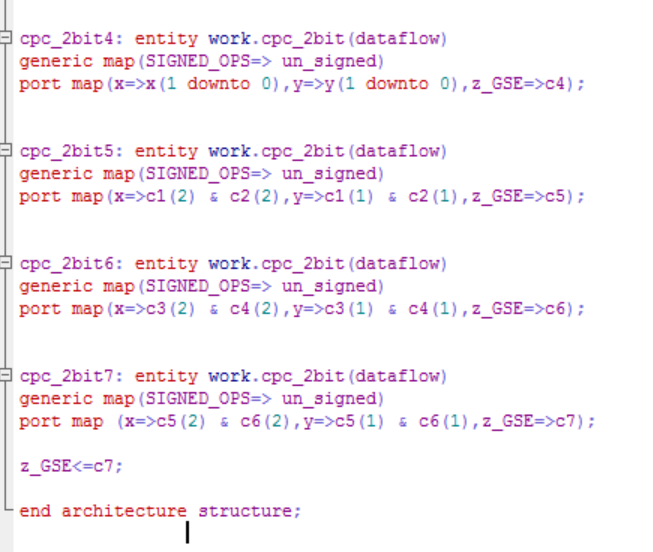 cpc_2bit4: entity work.cpc_2bit(dataflow)
generic map(SIGNED_OPS=> un_signed)
port map(x=>x(1 downto 0),y=>y(1 downto 0),z_GSE=>c4);
cpc_2bit5: entity work.cpc_2bit(dataflow)
generic map(SIGNED_OPS=> un_signed)
port map(x=>c1(2) & c2(2),y=>c1(1) & c2(1),z_GSE=>c5);
cpc_2bit6: entity work.cpc_2bit(dataflow)
generic map(SIGNED_OPS=> un_signed)
port map(x=>c3(2) & c4(2),y=>c3(1) & c4(1),z_GSE=>c6);
cpc_2bit7: entity work.cpc_2bit(dataflow)
generic map(SIGNED_OPS=> un_signed)
port map (x=>c5(2) & c6(2),y=>c5(1) & c6(1),z_GSE=>c7);
z_GSE<=c7;
end architecture structure;